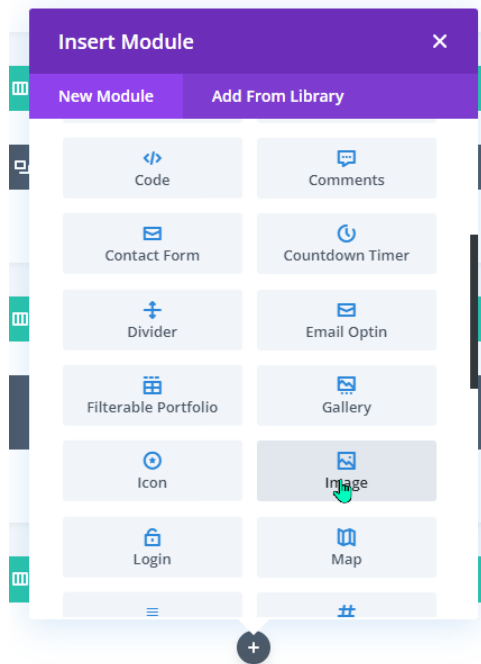 Insert Module
New Module Add From Library
Code Comments
Contact Form Countdown Timer
Divider Email Optin
Filterable Portfolio Gallery
Icon Image
Login Map